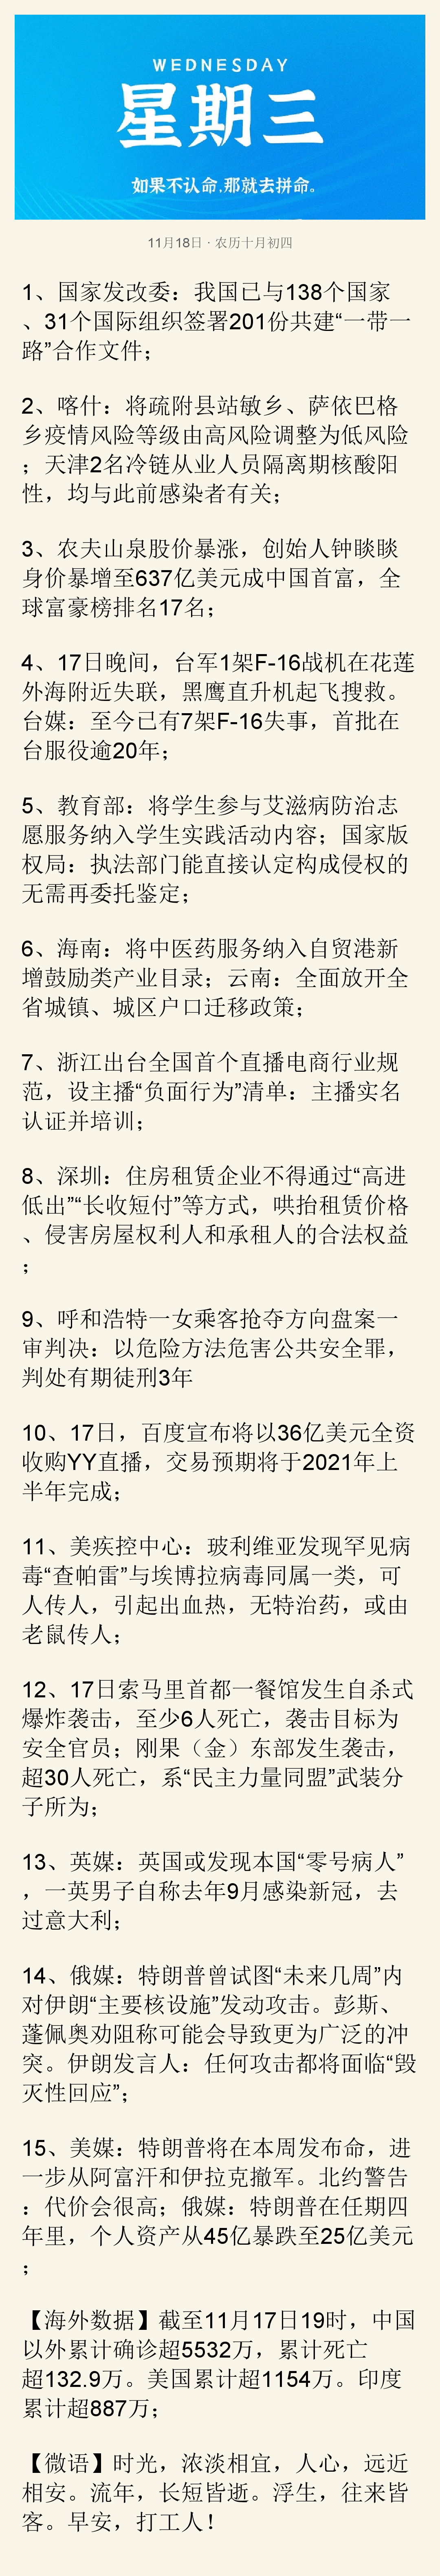 WEDNESDAY
星期三
如果不认命,那就去拼命。
11月18日 · 农历十月初四
1、国家发改委：我国已与138个国家
、31个国际组织签署201份共建“一带一
路”合作文件；
2、喀什：将疏附县站敏乡、萨依巴格
乡疫情风险等级由高风险调整为低风险
；天津2名冷链从业人员隔离期核酸阳
性，均与此前感染者有关；
3、农夫山泉股价暴涨，创始人钟睒睒
身价暴增至637亿美元成中国首富，全
球富豪榜排名17名；
4、17日晚间，台军1架F-16战机在花莲
外海附近失联，黑鹰直升机起飞搜救。
台媒：至今已有7架F-16失事，首批在
台服役逾20年；
5、教育部：将学生参与艾滋病防治志
愿服务纳入学生实践活动内容；国家版
权局：执法部门能直接认定构成侵权的
无需再委托鉴定；
6、海南：将中医药服务纳入自贸港新
增鼓励类产业目录；云南：全面放开全
省城镇、城区户口迁移政策；
7、浙江出台全国首个直播电商行业规
范，设主播“负面行为”清单：主播实名
认证并培训；
8、深圳：住房租赁企业不得通过“高进
低出”“长收短付”等方式，哄抬租赁价格
、侵害房屋权利人和承租人的合法权益
；
9、呼和浩特一女乘客抢夺方向盘案一
审判决：以危险方法危害公共安全罪，
判处有期徒刑3年
10、17日，百度宣布将以36亿美元全资
收购YY直播，交易预期将于2021年上
半年完成；
11、美疾控中心：玻利维亚发现罕见病
毒“查帕雷”与埃博拉病毒同属一类，可
人传人，引起出血热，无特治药，或由
老鼠传人；
12、17日索马里首都一餐馆发生自杀式
爆炸袭击，至少6人死亡，袭击目标为
安全官员；刚果（金）东部发生袭击，
超30人死亡，系“民主力量同盟”武装分
子所为；
13、英媒：英国或发现本国“零号病人”
，一英男子自称去年9月感染新冠，去
过意大利；
14、俄媒：特朗普曾试图“未来几周”内
对伊朗“主要核设施”发动攻击。彭斯、
蓬佩奥劝阻称可能会导致更为广泛的冲
突。伊朗发言人：任何攻击都将面临“毁
灭性回应”；
15、美媒：特朗普将在本周发布命，进
一步从阿富汗和伊拉克撤军。北约警告
：代价会很高；俄媒：特朗普在任期四
年里，个人资产从45亿暴跌至25亿美元
；
【海外数据】截至11月17日19时，中国
以外累计确诊超5532万，累计死亡
超132.9万。美国累计超1154万。印度
累计超887万；
【微语】时光，浓淡相宜，人心，远近
相安。流年，长短皆逝。浮生，往来皆
客。早安，打工人！